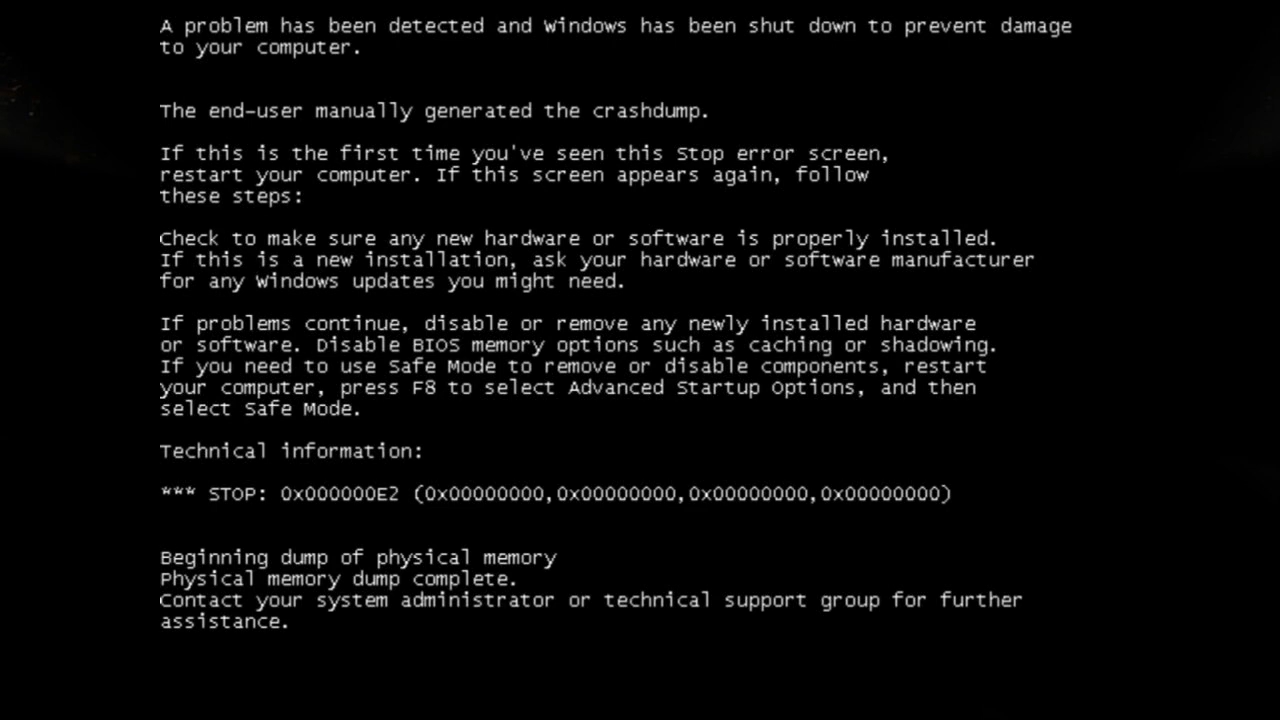 A problem has been detected and Windows has been shut down to prevent damage
to your computer.
The end-user manually generated the crashdump.
If this is the first time you've seen this Stop error screen,
restart your computer. If this screen appears again, follow
these steps:
Check to make sure any new hardware or software is properly installed.
If this is a new installation, ask your hardware or software manufacturer
for any Windows updates you might need.
If problems continue, disable or remove any newly installed hardware
or software. Disable BIOS memory options such as caching or shadowing.
If you need to use Safe Mode to remove or disable components, restart
your computer, press F8 to select Advanced Startup Options, and then
select Safe Mode.
Technical information:
*** STOP: 0x000000E2 (0x00000000,0x00000000,0x00000000,0x00000000)
Beginning dump of physical memory
Physical memory dump complete.
Contact your system administrator or technical support group for further
assistance.